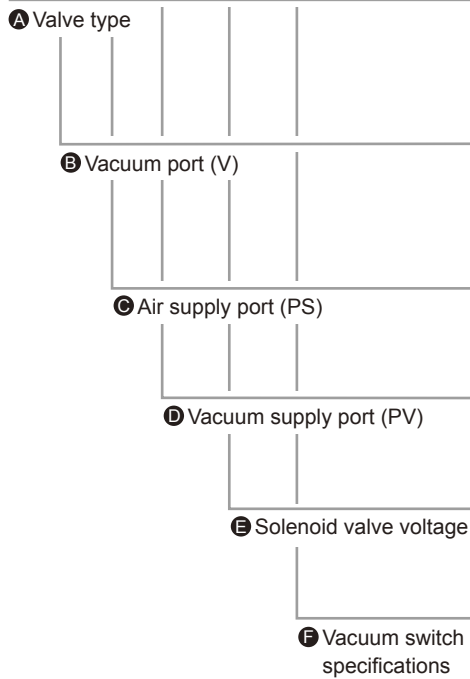 A Valve type
B Vacuum port (V)
C Air supply port (PS)
D Vacuum supply port (PV)
E Solenoid valve voltage
F Vacuum switch
specifications